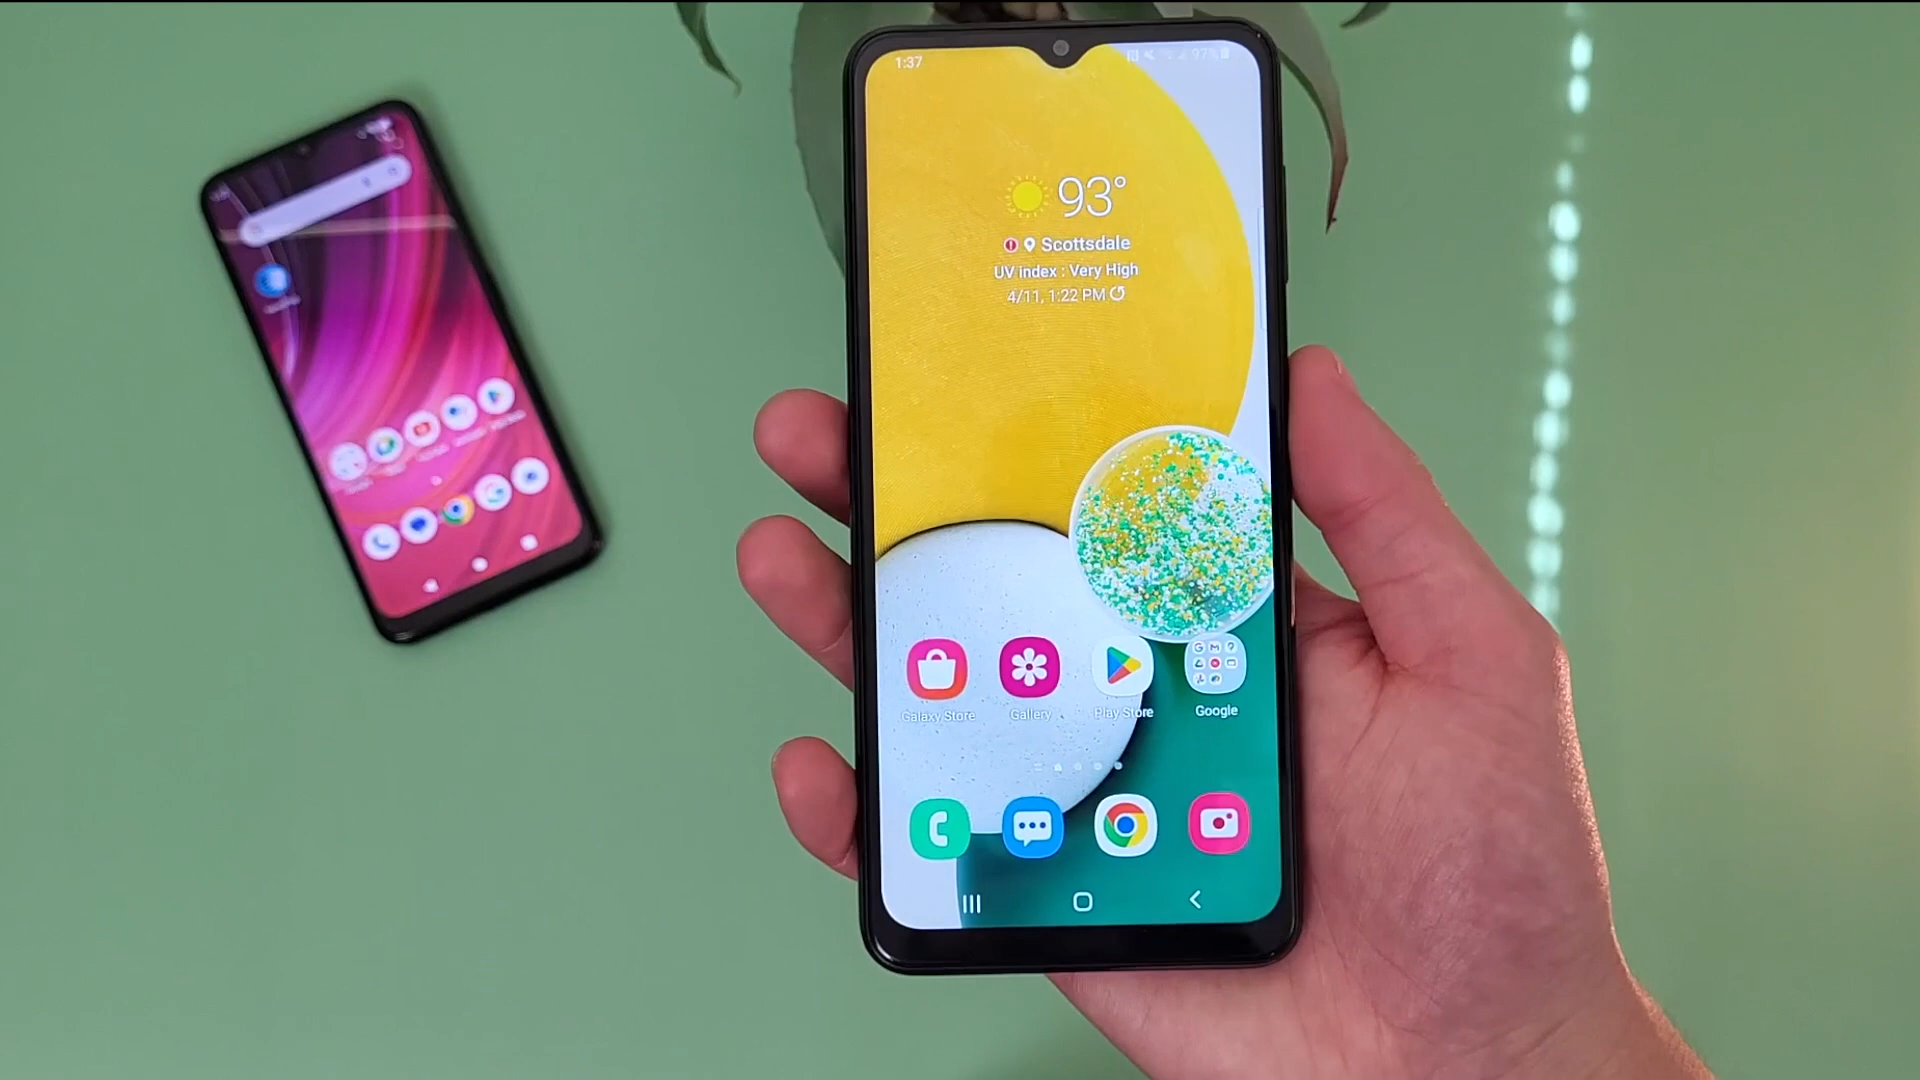 1:37
97%
93°
Scottsdale
UV index : Very High
4/11, 1:22 PM
Galaxy Store
Gallery
Play Store
Google